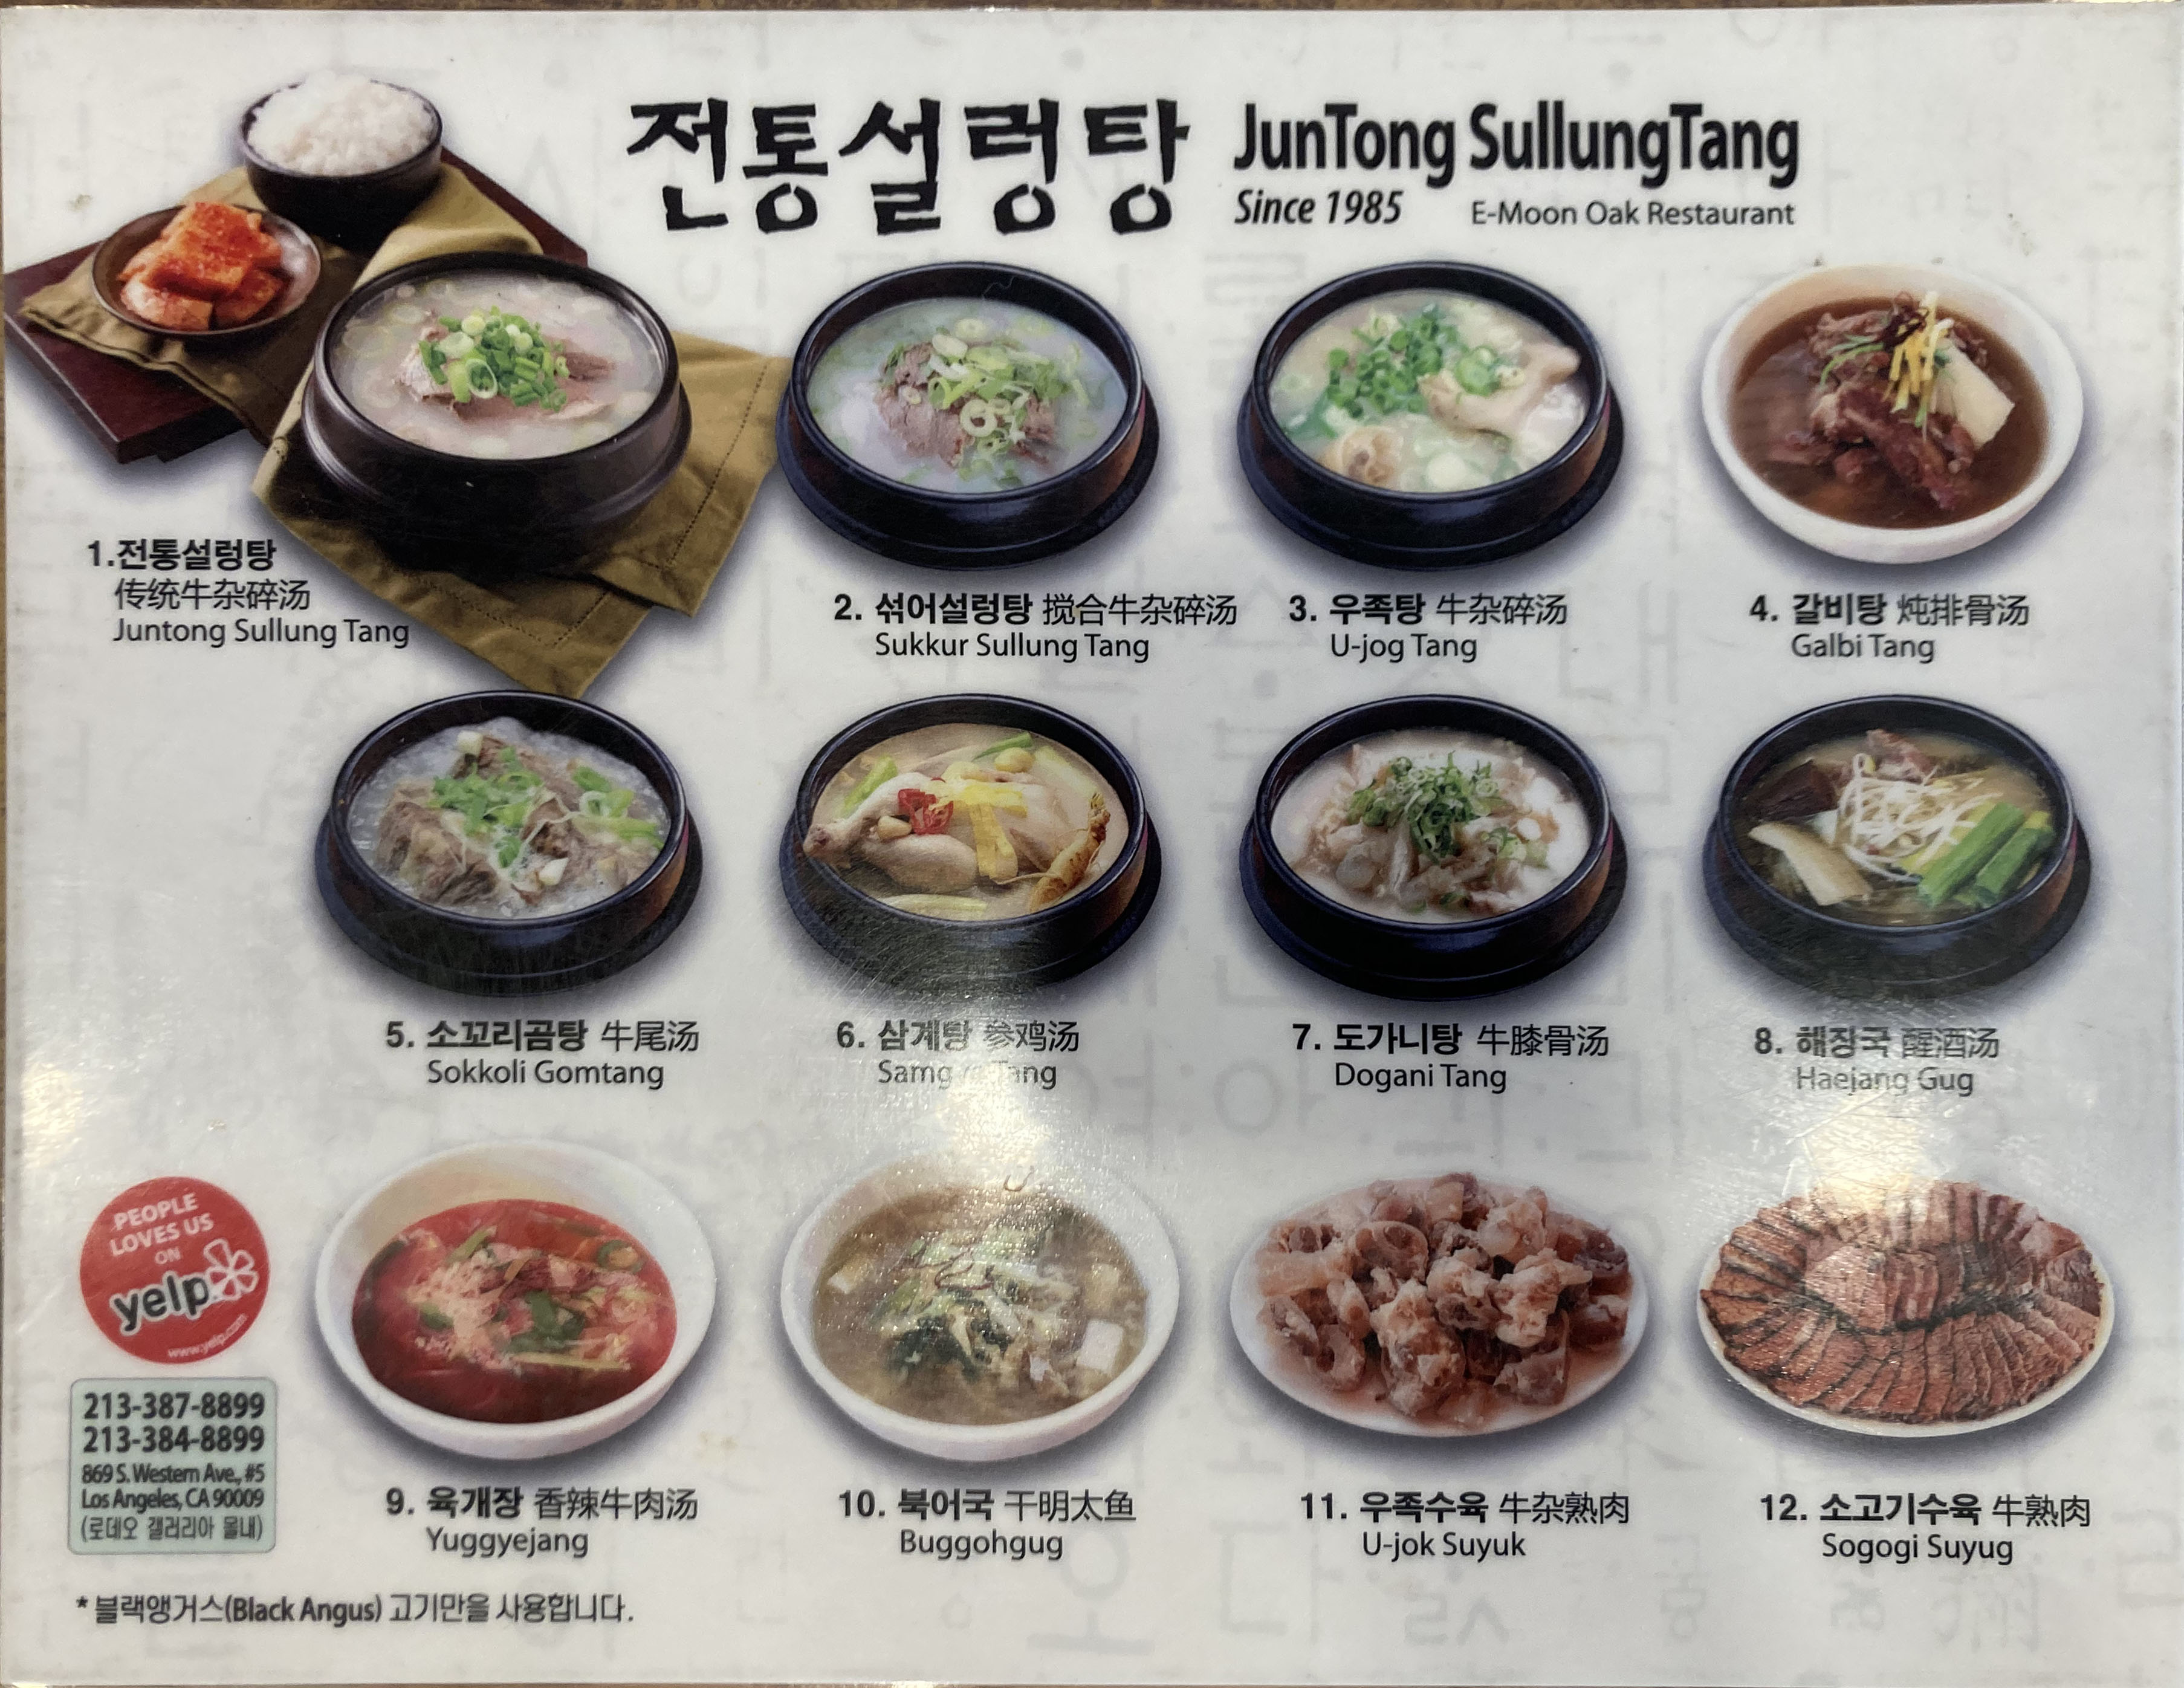 전통설렁탕 JunTong SullungTang
Since 1985 E-Moon Oak Restaurant
1.전통설렁탕
传统牛杂碎汤
Juntong Sullung Tang
2. 섞어설렁탕 搅合牛杂碎汤
Sukkur Sullung Tang
3. 우족탕 牛杂碎汤
U-jog Tang
4. 갈비탕 炖排骨汤
Galbi Tang
5. 소꼬리곰탕 牛尾汤
Sokkoli Gomtang
6. 삼계탕 参鸡汤
Tang
7. 도가니탕 牛膝骨汤
Dogani Tang
8. 해장국 醒酒汤
Haejang Gug
PEOPLE
LOVES US
ON
yelp
www.yelp.com
213-387-8899
213-384-8899
869 S. Western Ave., #5
Los Angeles, CA 90009
(로데오 갤러리아 몰내)
9. 육개장 香辣牛肉汤
Yuggyejang
10. 북어국 干明太鱼
Buggohgug
11. 우족수육 牛杂熟肉
U-jok Suyuk
12. 소고기수육 牛熟肉
Sogogi Suyug
* 블랙앵거스(Black Angus) 고기만을 사용합니다.